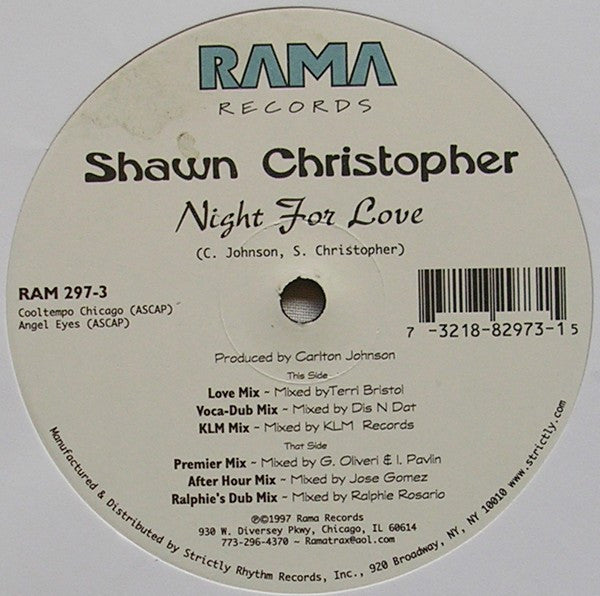 RAMA
RECORDS
Shawn Christopher
Night For Love
(C. Johnson, S. Christopher)
RAM 297-3
Cooltempo Chicago (ASCAP)
Angel Eyes (ASCAP)
7 -3218-82973-1 5
Produced by Carlton Johnson
This Side
Love Mix ~ Mixed byTerri Bristol
Voca-Dub Mix ~ Mixed by Dis N Dat
KLM Mix ~ Mixed by KLM Records
That Side
Premier Mix ~ Mixed by G. Oliveri & I. Pavlin
After Hour Mix ~ Mixed by Jose Gomez
Ralphie's Dub Mix ~ Mixed by Ralphie Rosario
℗©1997 Rama Records
930 W. Diversey Pkwy, Chicago, IL 60614
773-296-4370 ~ Ramatrax@aol.com
Manufactured & Distributed by Strictly Rhythm Records, Inc., 920 Broadway, NY, NY 10010 www.strictly.com